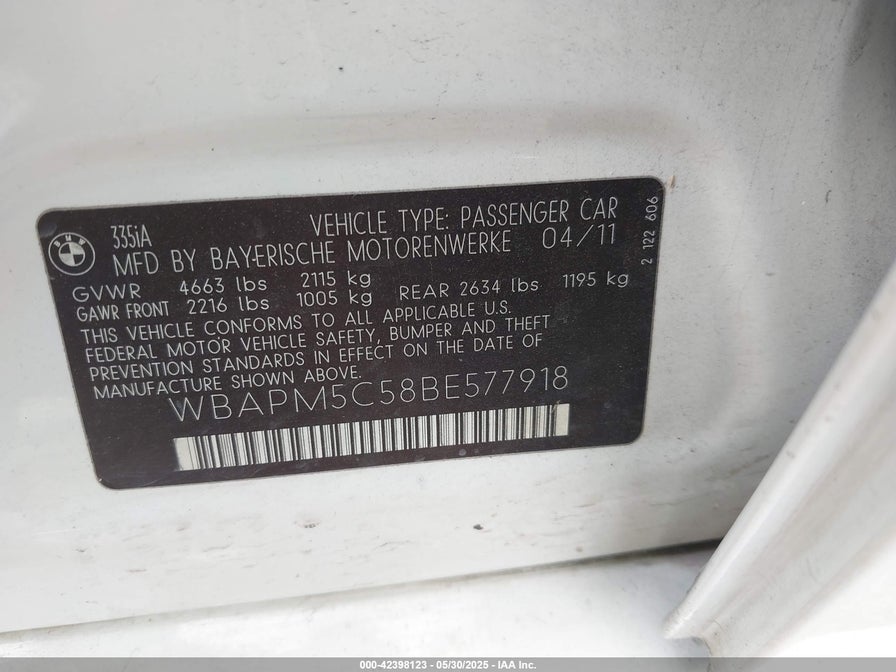 BMW
335iA
VEHICLE TYPE: PASSENGER CAR
MFD BY BAYERISCHE MOTORENWERKE 04/11
GVWR 4663 lbs 2115 kg
GAWR FRONT 2216 lbs 1005 kg REAR 2634 lbs 1195 kg
THIS VEHICLE CONFORMS TO ALL APPLICABLE U.S.
FEDERAL MOTOR VEHICLE SAFETY, BUMPER AND THEFT
PREVENTION STANDARDS IN EFFECT ON THE DATE OF
MANUFACTURE SHOWN ABOVE.
WBAPM5C58BE577918
2 122 606
000-42398123 - 05/30/2025 - IAA Inc.